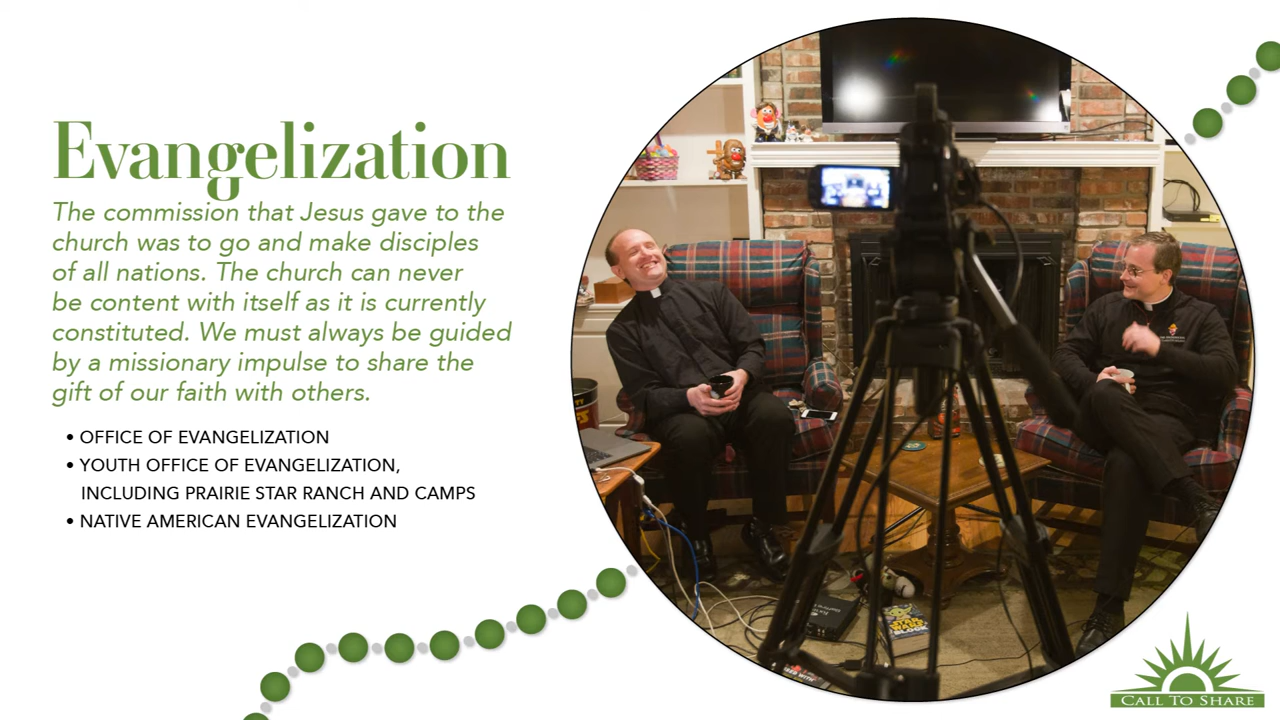 Evangelization
The commission that Jesus gave to the
church was to go and make disciples
of all nations. The church can never
be content with itself as it is currently
constituted. We must always be guided
by a missionary impulse to share the
gift of our faith with others.
• OFFICE OF EVANGELIZATION
• YOUTH OFFICE OF EVANGELIZATION,
INCLUDING PRAIRIE STAR RANCH AND CAMPS
• NATIVE AMERICAN EVANGELIZATION
STAR
WARS
BLOCK
CALL TO SHARE